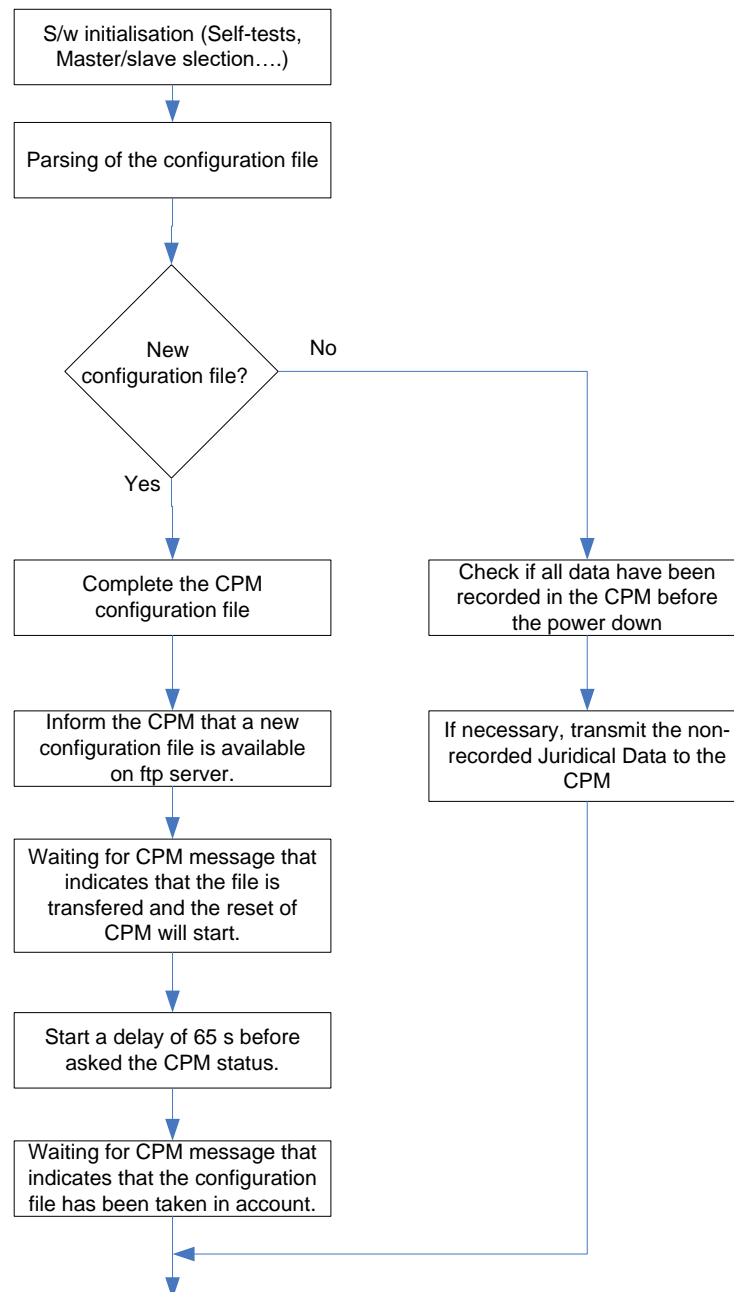 S/w initialisation (Self-tests,
Master/slave slection….)
Parsing of the configuration file
New
configuration file?
No
Yes
Complete the CPM
configuration file
Inform the CPM that a new
configuration file is available
on ftp server.
Waiting for CPM message that
indicates that the file is
transfered and the reset of
CPM will start.
Start a delay of 65 s before
asked the CPM status.
Waiting for CPM message that
indicates that the configuration
file has been taken in account.
Check if all data have been
recorded in the CPM before
the power down
If necessary, transmit the non-
recorded Juridical Data to the
CPM